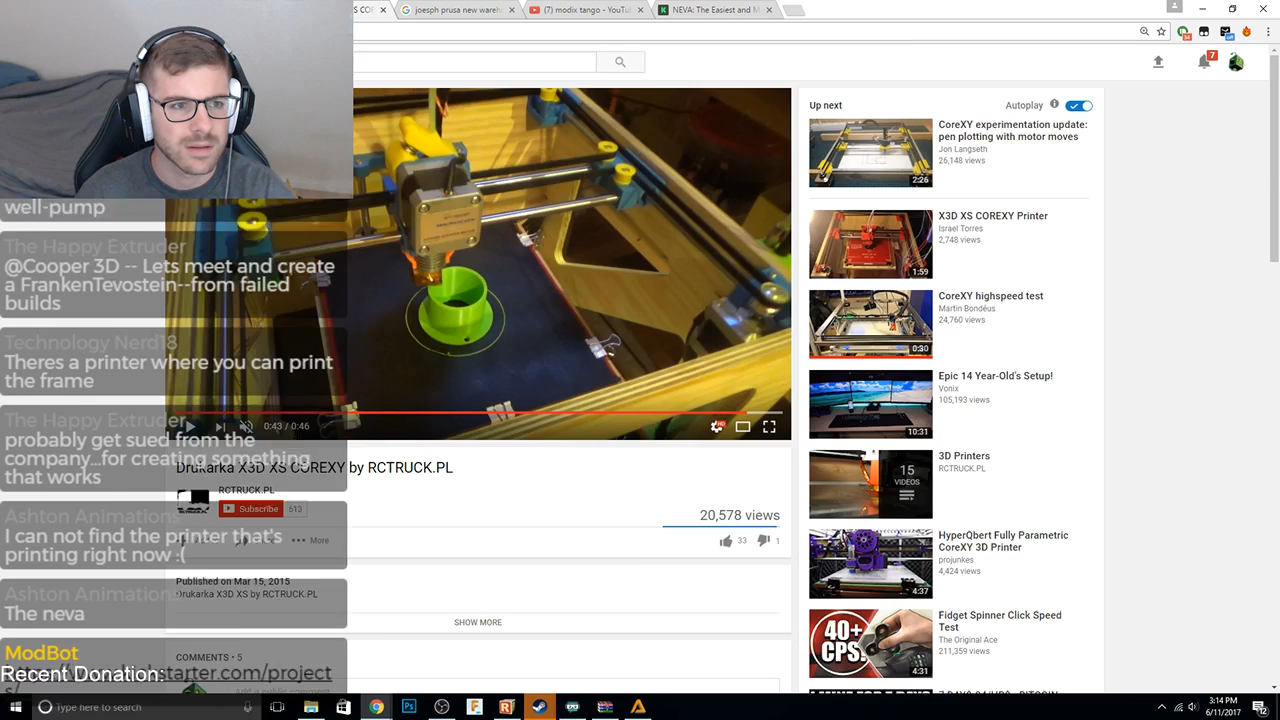 CO
joesph prusa new wareh
(7) modix tango - YouTu
NEVA: The Easiest and M
7
well-pump
The Happy Extruder
@Cooper 3D -- Lets meet and create
a FrankenTerostein--from failed
builds
Theres a printer where you can print
the frame
The Happy Extruder
probably get sued from the
company...for creating something
that works
Ashton Animations
I can not find the printer that's
printing right now :(
Ashton Animations
The neva
ModBot
starter.com/project
Recent Donation:
0:43 / 0:46
Drukarka X3D XS COREXY by RCTRUCK.PL
RCTRUCK.PL
Subscribe 513
20,578 views
More
33 1
Published on Mar 15, 2015
Drukarka X3D XS by RCTRUCK.PL
SHOW MORE
COMMENTS • 5
Add a public comment
Up next
Autoplay
CoreXY experimentation update:
pen plotting with motor moves
Jon Langseth
26,148 views
2:26
X3D XS COREXY Printer
Israel Torres
2,748 views
1:59
CoreXY highspeed test
Martin Bondéus
24,760 views
0:30
Epic 14 Year-Old's Setup!
Vonix
105,193 views
10:31
3D Printers
RCTRUCK.PL
15
VIDEOS
HyperQbert Fully Parametric
CoreXY 3D Printer
projunkes
4,424 views
4:37
Fidget Spinner Click Speed
Test
The Original Ace
211,359 views
40+
CPS.
4:31
Type here to search
3:14 PM
6/11/2017
12